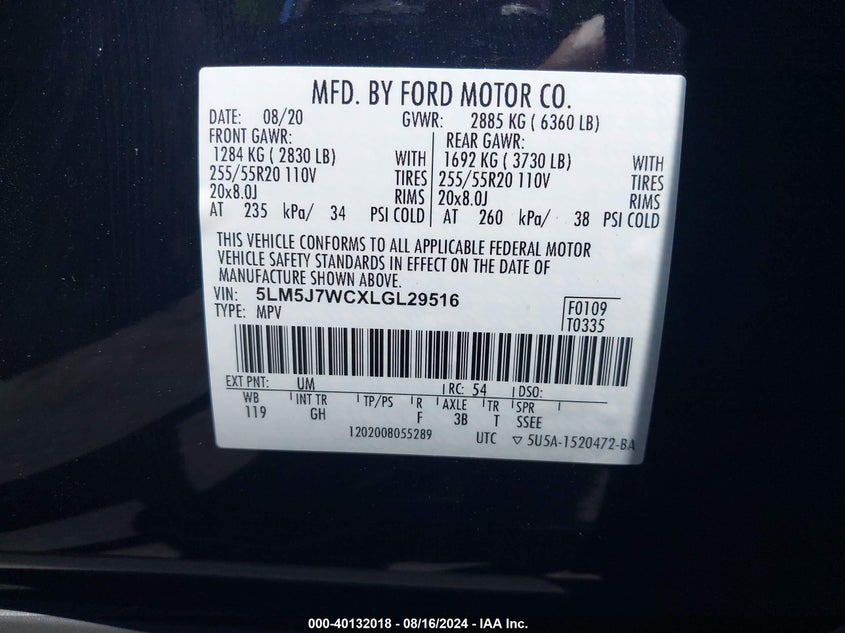 MFD. BY FORD MOTOR CO.
DATE: 08/20 GVWR: 2885 KG ( 6360 LB)
FRONT GAWR: REAR GAWR:
1284 KG ( 2830 LB) WITH 1692 KG ( 3730 LB) WITH
255/55R20 110V TIRES 255/55R20 110V TIRES
20x8.0J RIMS 20x8.0J RIMS
AT 235 kPa/ 34 PSI COLD AT 260 kPa/ 38 PSI COLD
THIS VEHICLE CONFORMS TO ALL APPLICABLE FEDERAL MOTOR
VEHICLE SAFETY STANDARDS IN EFFECT ON THE DATE OF
MANUFACTURE SHOWN ABOVE.
VIN: 5LM5J7WCXLGL29516 F0109
TYPE: MPV T0335
EXT PNT: UM RC: 54 DSO:
WB INT TR TP/PS R AXLE TR SPR
119 GH F 3B T SSEE
1202008055289 UTC ▽ 5U5A-1520472-BA
000-40132018 - 08/16/2024 - IAA Inc.